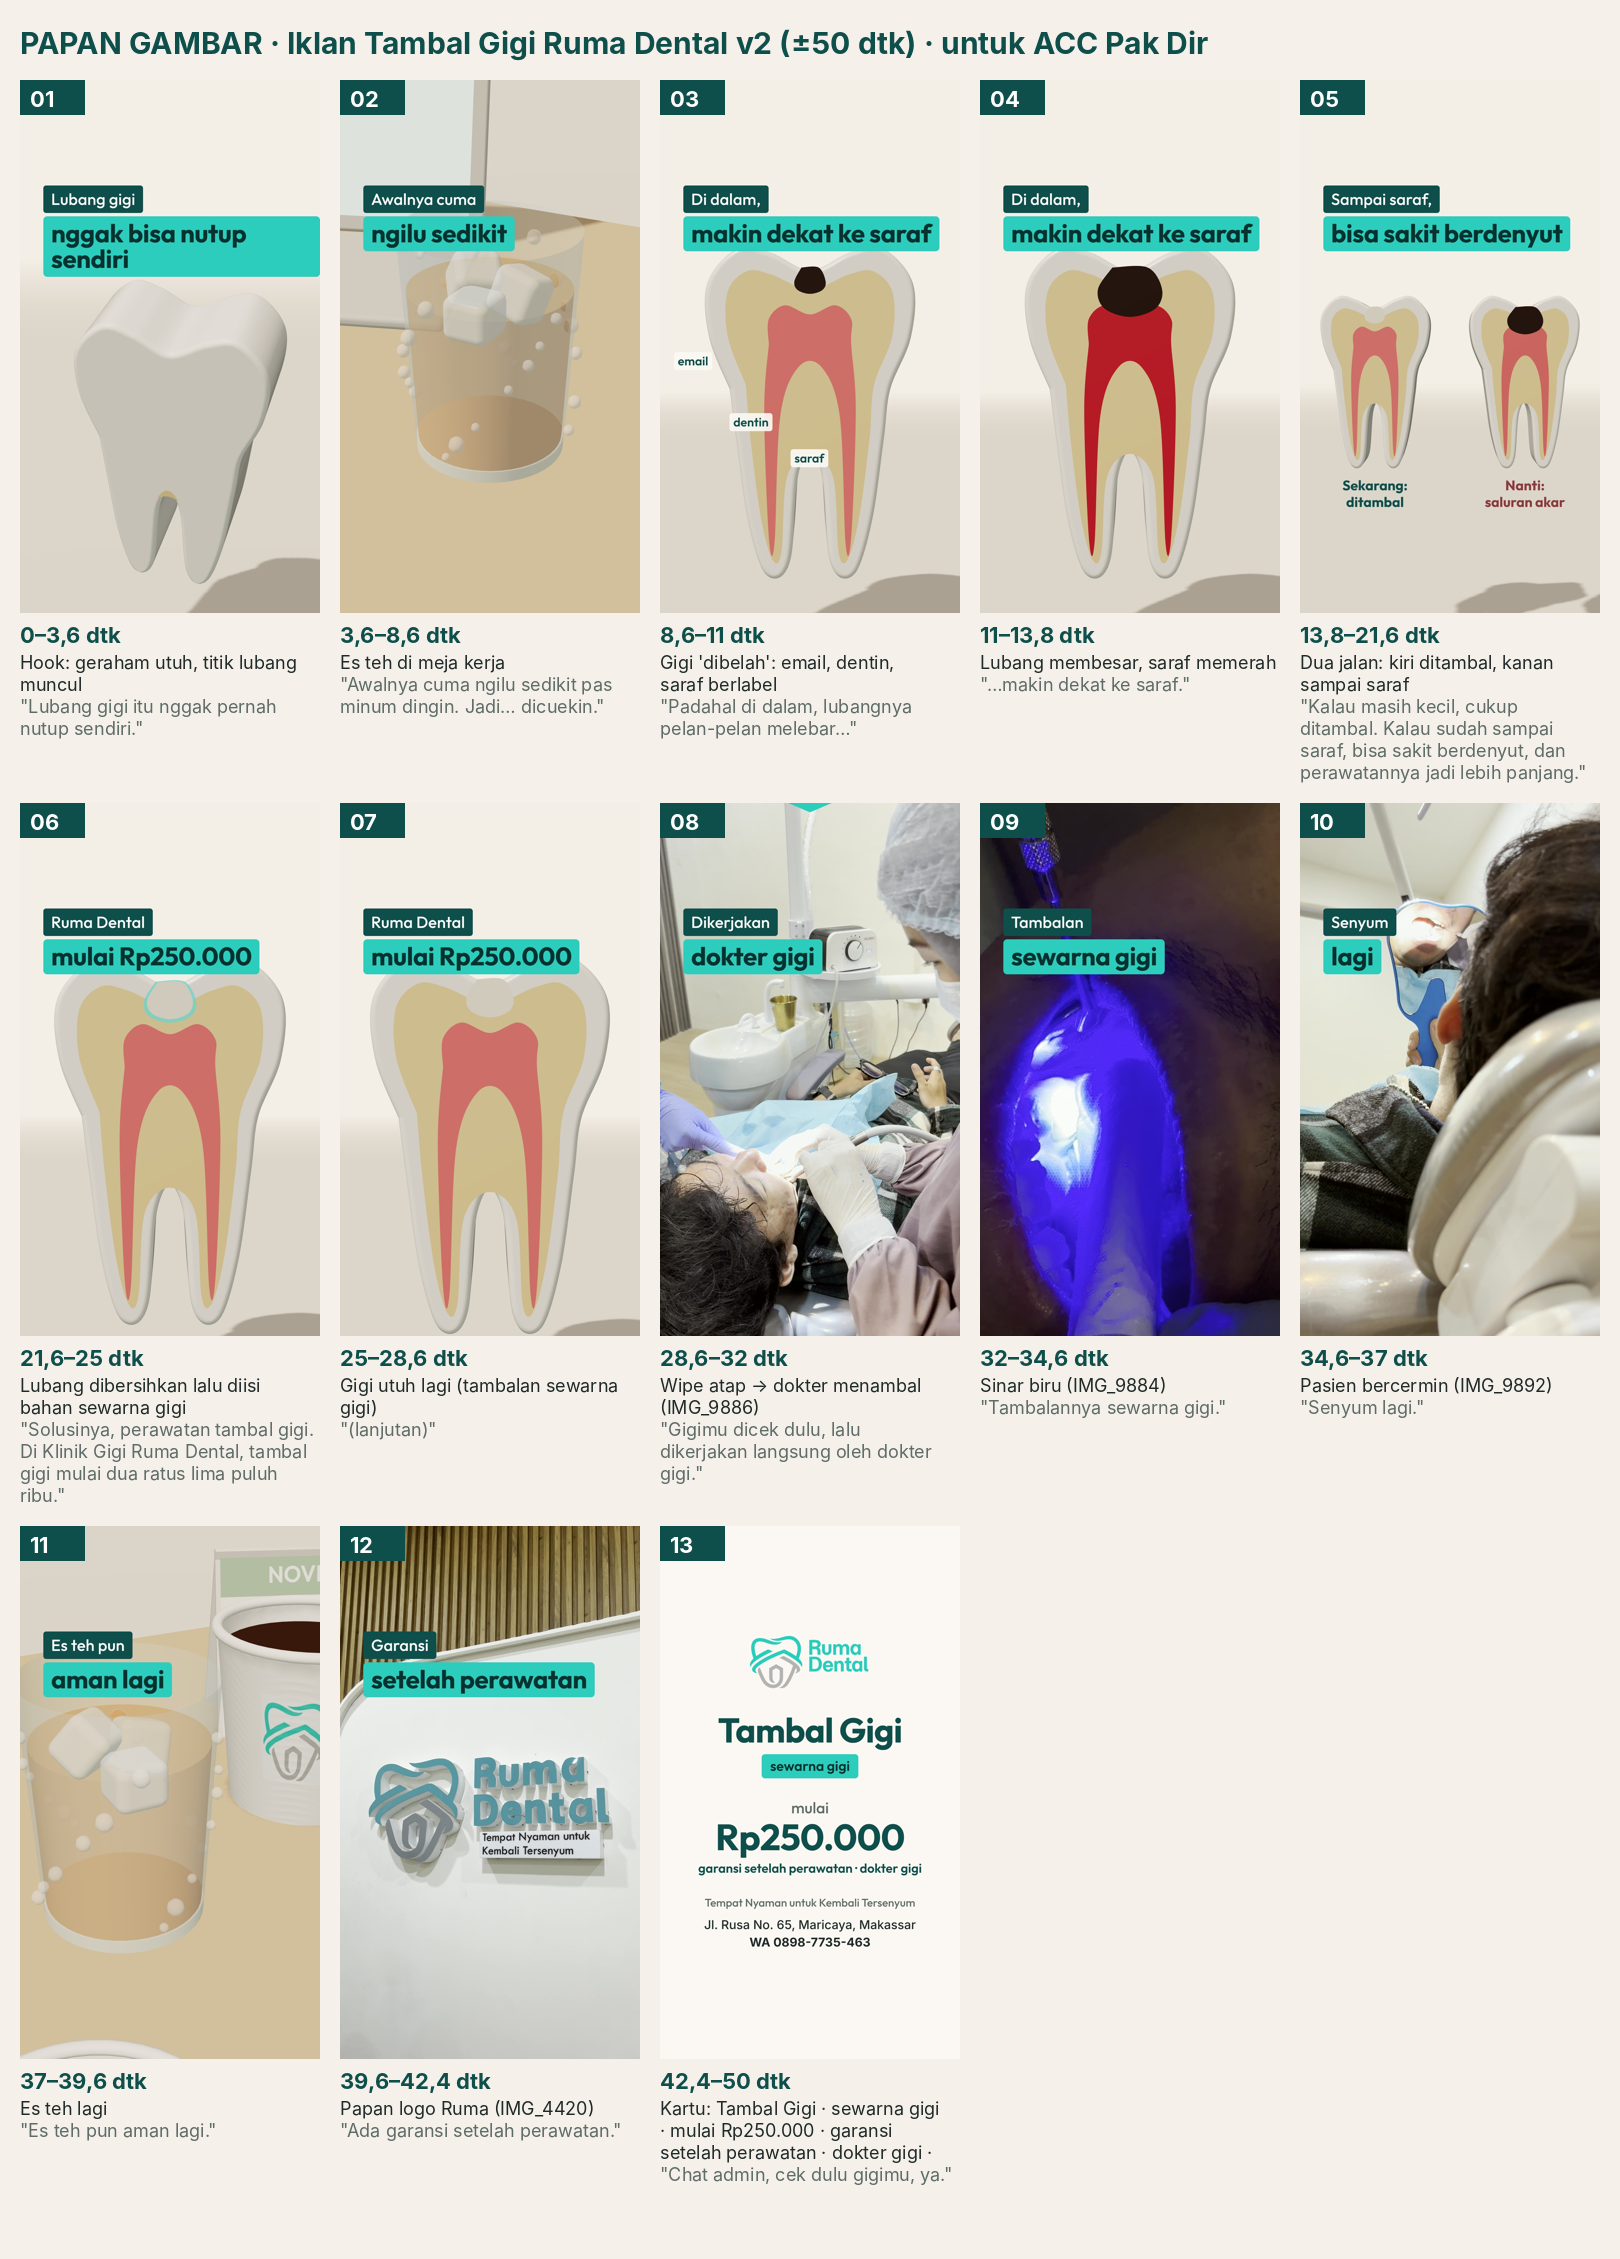 PAPAN GAMBAR · Iklan Tambal Gigi Ruma Dental v2 (±50 dtk) · untuk ACC Pak Dir
01
Lubang gigi
nggak bisa nutup
sendiri
0–3,6 dtk
Hook: geraham utuh, titik lubang
muncul
"Lubang gigi itu nggak pernah
nutup sendiri."
02
Awalnya cuma
ngilu sedikit
3,6–8,6 dtk
Es teh di meja kerja
"Awalnya cuma ngilu sedikit pas
minum dingin. Jadi... dicuekin."
03
Di dalam,
makin dekat ke saraf
email
dentin
saraf
8,6–11 dtk
Gigi 'dibelah': email, dentin,
saraf berlabel
"Padahal di dalam, lubangnya
pelan-pelan melebar..."
04
Di dalam,
makin dekat ke saraf
11–13,8 dtk
Lubang membesar, saraf memerah
"...makin dekat ke saraf."
05
Sampai saraf,
bisa sakit berdenyut
Sekarang:
ditambal
Nanti:
saluran akar
13,8–21,6 dtk
Dua jalan: kiri ditambal, kanan
sampai saraf
"Kalau masih kecil, cukup
ditambal. Kalau sudah sampai
saraf, bisa sakit berdenyut, dan
perawatannya jadi lebih panjang."
06
Ruma Dental
mulai Rp250.000
21,6–25 dtk
Lubang dibersihkan lalu diisi
bahan sewarna gigi
"Solusinya, perawatan tambal gigi.
Di Klinik Gigi Ruma Dental, tambal
gigi mulai dua ratus lima puluh
ribu."
07
Ruma Dental
mulai Rp250.000
25–28,6 dtk
Gigi utuh lagi (tambalan sewarna
gigi)
"(lanjutan)"
08
Dikerjakan
dokter gigi
28,6–32 dtk
Wipe atap → dokter menambal
(IMG_9886)
"Gigimu dicek dulu, lalu
dikerjakan langsung oleh dokter
gigi."
09
Tambalan
sewarna gigi
32–34,6 dtk
Sinar biru (IMG_9884)
"Tambalannya sewarna gigi."
10
Senyum
lagi
34,6–37 dtk
Pasien bercermin (IMG_9892)
"Senyum lagi."
11
NOV
Es teh pun
aman lagi
37–39,6 dtk
Es teh lagi
"Es teh pun aman lagi."
12
Garansi
setelah perawatan
Ruma
Dental
Tempat Nyaman untuk
Kembali Tersenyum
39,6–42,4 dtk
Papan logo Ruma (IMG_4420)
"Ada garansi setelah perawatan."
13
Ruma
Dental
Tambal Gigi
sewarna gigi
mulai
Rp250.000
garansi setelah perawatan · dokter gigi
Tempat Nyaman untuk Kembali Tersenyum
Jl. Rusa No. 65, Maricaya, Makassar
WA 0898-7735-463
42,4–50 dtk
Kartu: Tambal Gigi · sewarna gigi
· mulai Rp250.000 · garansi
setelah perawatan · dokter gigi ·
"Chat admin, cek dulu gigimu, ya."